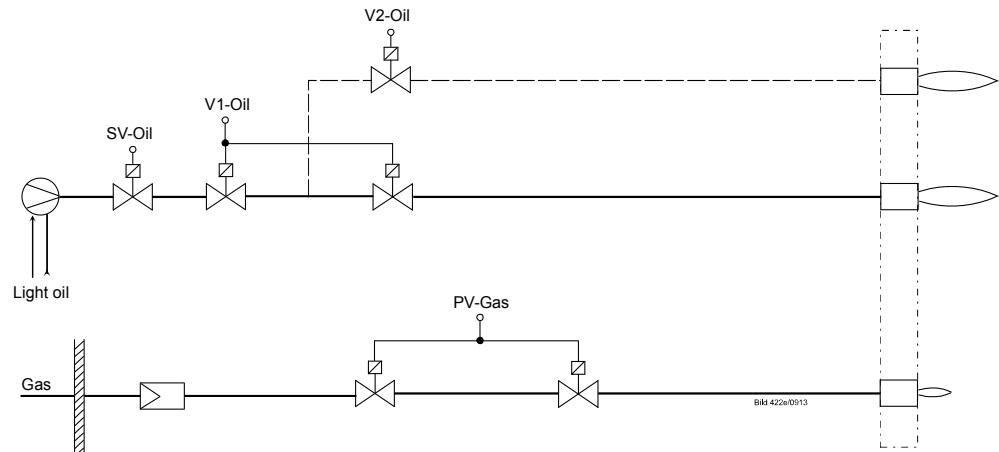 V2-Oil
V1-Oil
SV-Oil
Light oil
PV-Gas
Gas
Bild 422e/0913